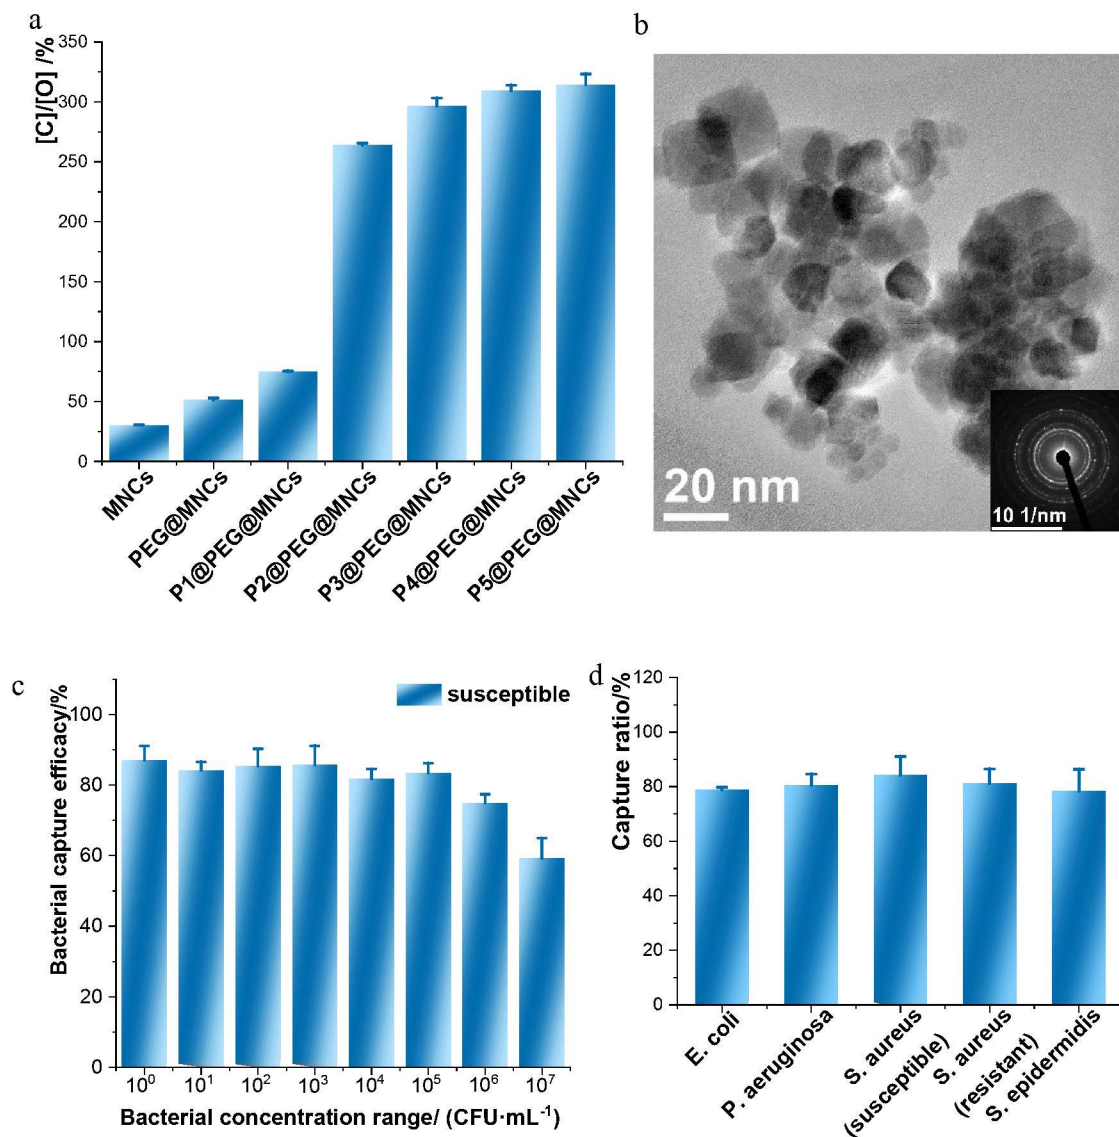 a
[C]/[O] /%
350
300
250
200
150
100
50
0
MNCs
PEG@MNCs
P1@PEG@MNCs
P2@PEG@MNCs
P3@PEG@MNCs
P4@PEG@MNCs
P5@PEG@MNCs
b
20 nm
10 1/nm
c
susceptible
Bacterial capture efficacy/%
100
80
60
40
20
0
10⁰ 10¹ 10² 10³ 10⁴ 10⁵ 10⁶ 10⁷
Bacterial concentration range/ (CFU·mL⁻¹)
d
Capture ratio/%
120
100
80
60
40
20
0
E. coli
P. aeruginosa
S. aureus
(susceptible)
S. aureus
(resistant)
S. epidermidis